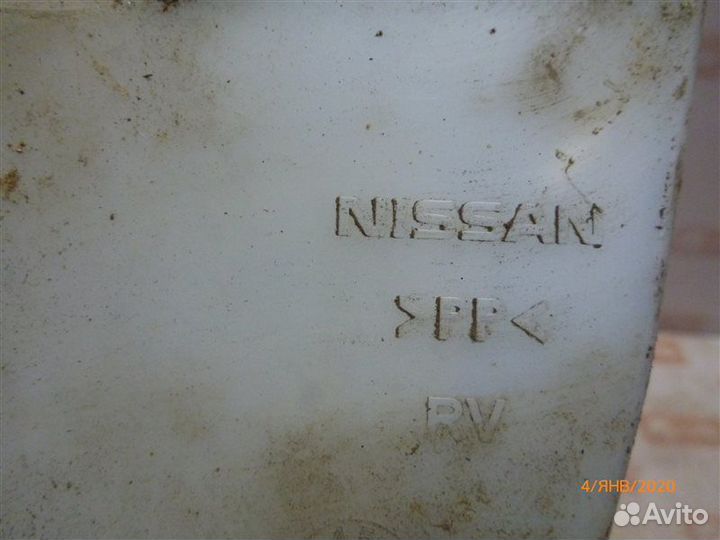 NISSAN
>PP<
RV
4/ЯНВ/2020
Avito